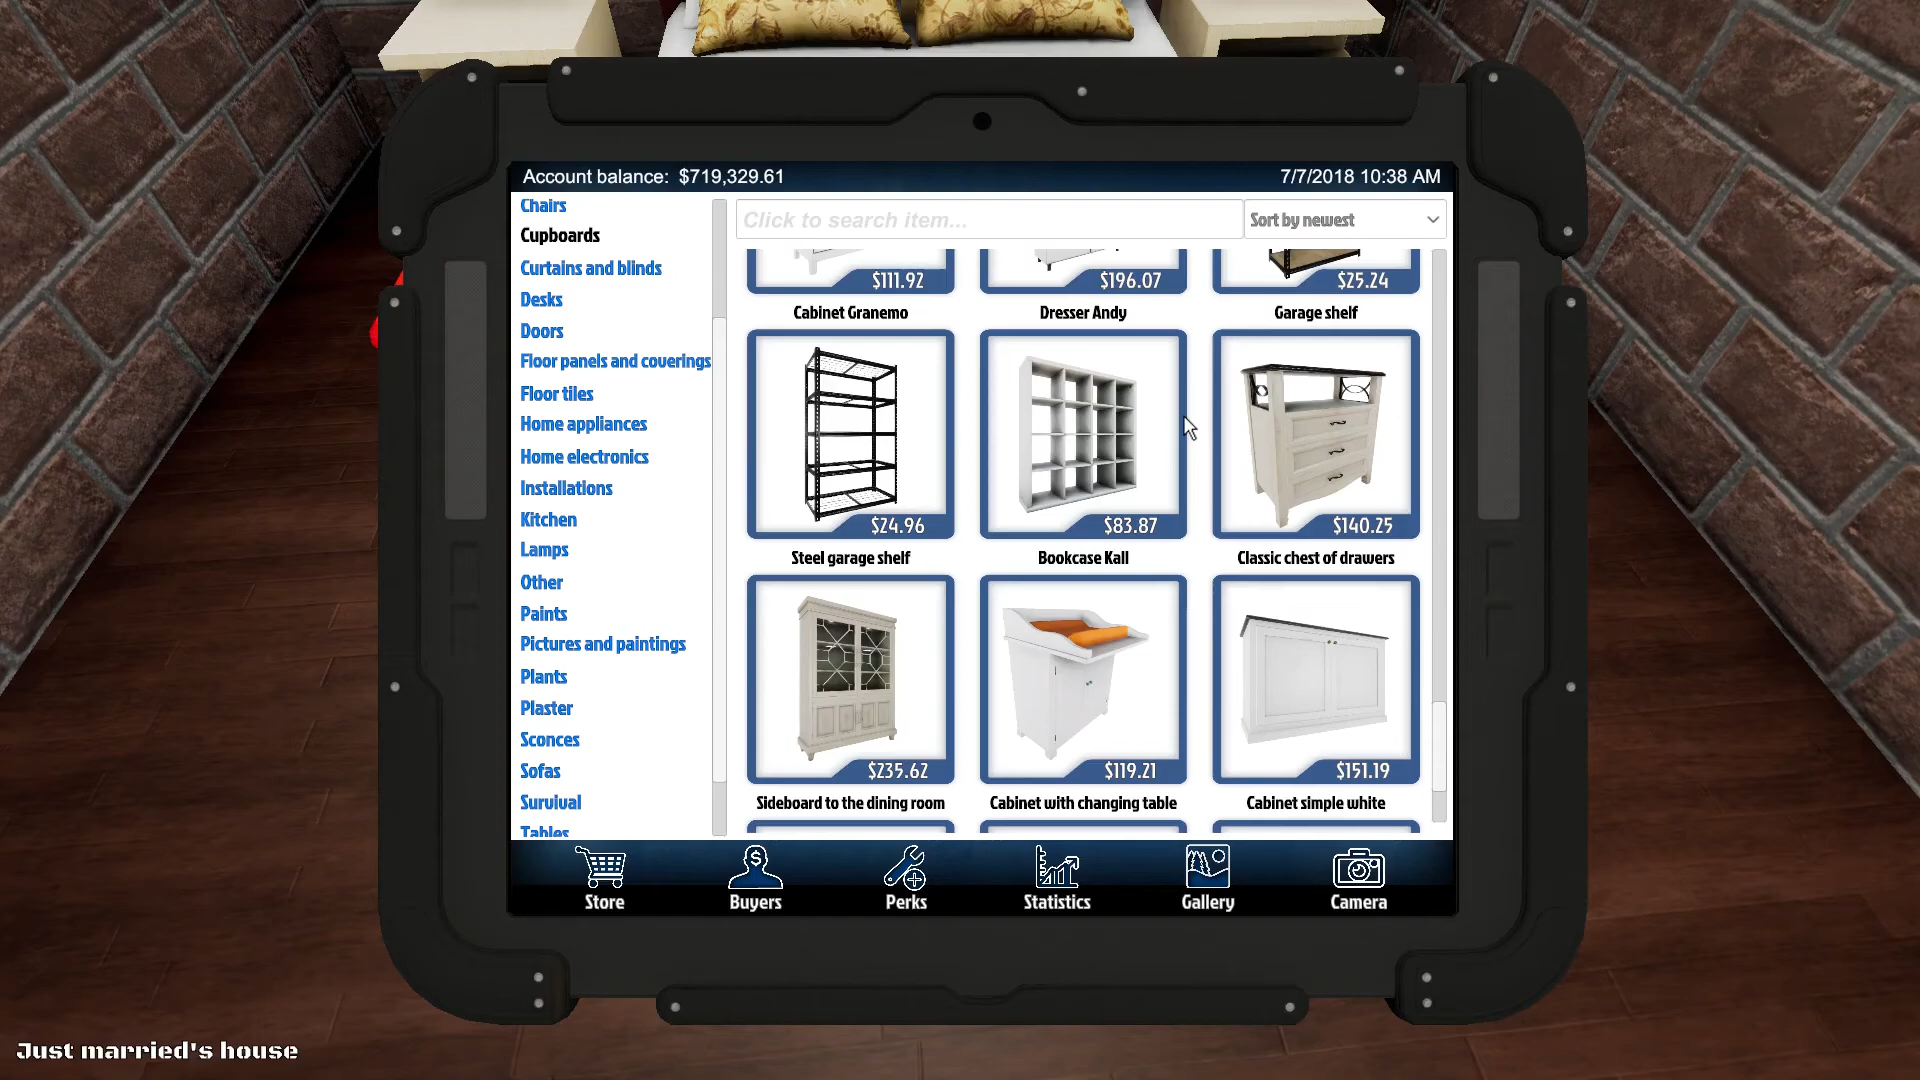 Account balance: $719,329.61
7/7/2018 10:38 AM
Chairs
Cupboards
Curtains and blinds
Desks
Doors
Floor panels and coverings
Floor tiles
Home appliances
Home electronics
Installations
Kitchen
Lamps
Other
Paints
Pictures and paintings
Plants
Plaster
Sconces
Sofas
Survival
Tables
Click to search item...
Sort by newest
$111.92
$196.07
$25.24
Cabinet Granemo
Dresser Andy
Garage shelf
$24.96
$83.87
$140.25
Steel garage shelf
Bookcase Kall
Classic chest of drawers
$235.62
$119.21
$151.19
Sideboard to the dining room
Cabinet with changing table
Cabinet simple white
Store
Buyers
Perks
Statistics
Gallery
Camera
Just married's house